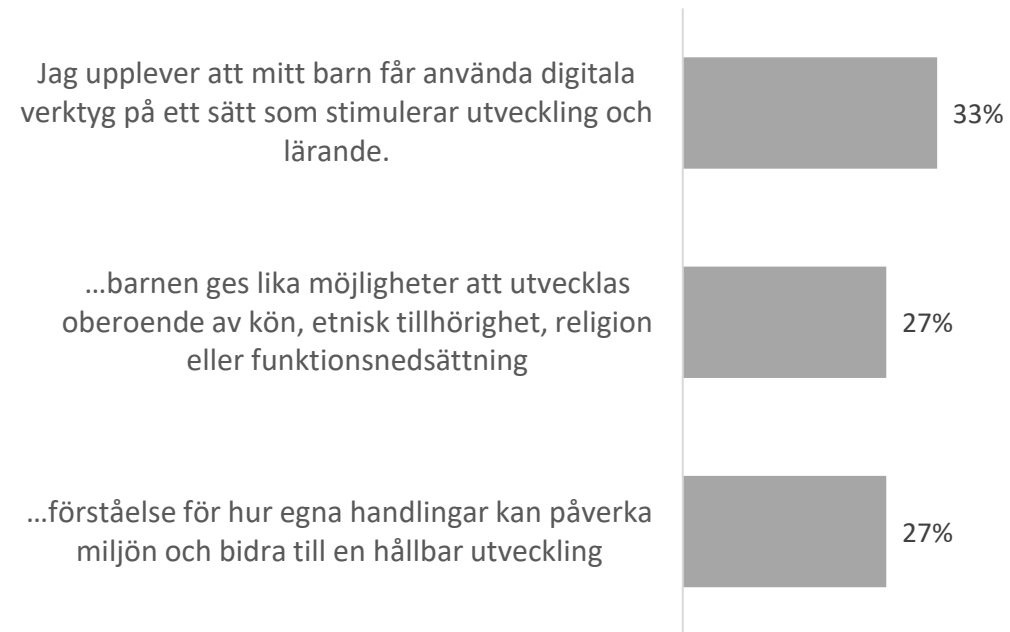 Jag upplever att mitt barn får använda digitala
verktyg på ett sätt som stimulerar utveckling och
lärande.
33%
...barnen ges lika möjligheter att utvecklas
oberoende av kön, etnisk tillhörighet, religion
eller funktionsnedsättning
27%
...förståelse för hur egna handlingar kan påverka
miljön och bidra till en hållbar utveckling
27%